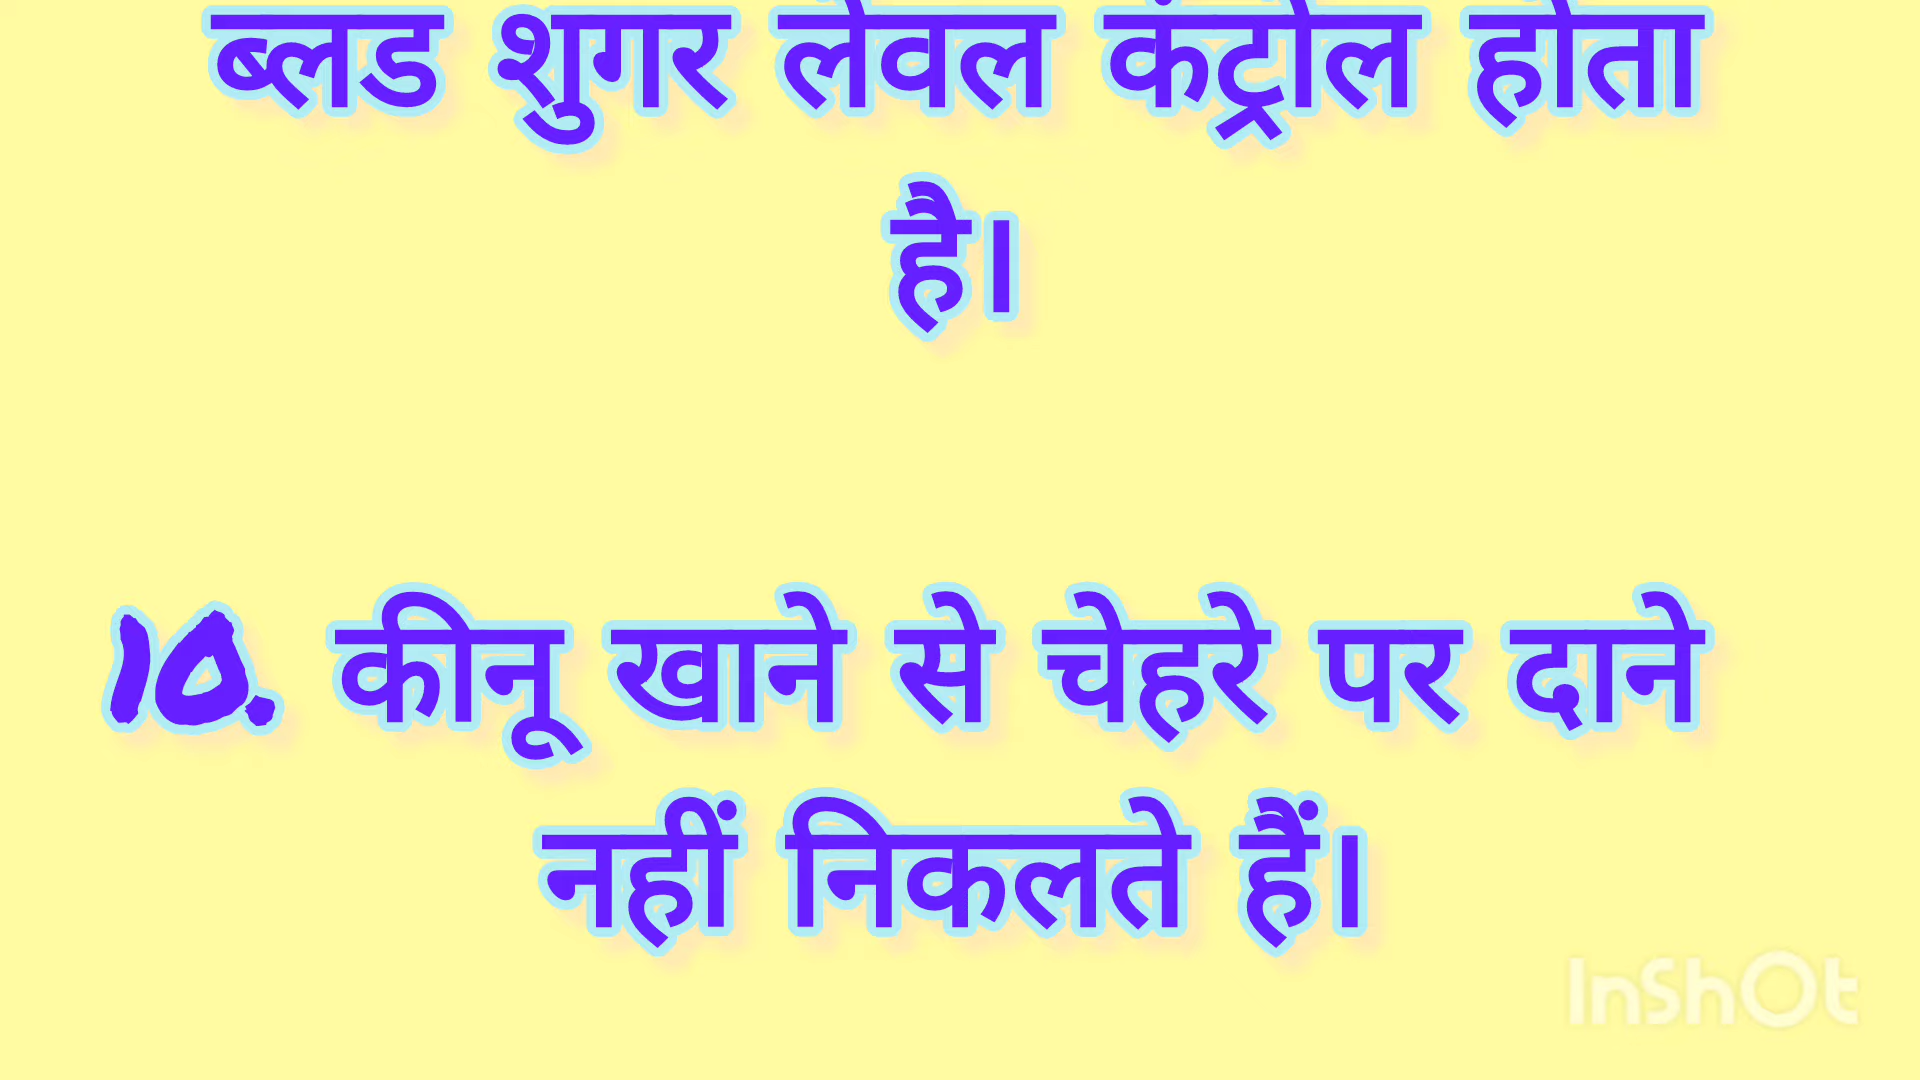 ब्लड शुगर लेवल कंट्रोल होता
है।
10. कीनू खाने से चेहरे पर दाने
नहीं निकलते हैं।
InShOt